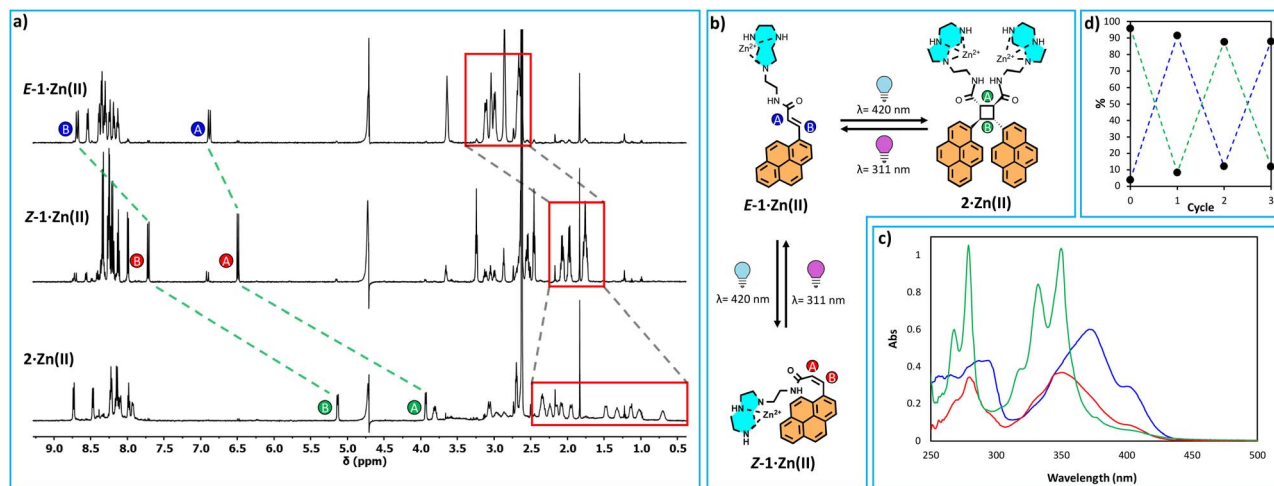 a)
E-1·Zn(II)
B
A
Z-1·Zn(II)
B
A
2·Zn(II)
B
A
9.0 8.5 8.0 7.5 7.0 6.5 6.0 5.5 5.0 4.5 4.0 3.5 3.0 2.5 2.0 1.5 1.0 0.5
δ (ppm)
b)
HN
NH
Zn²⁺
N
HN
O
A
B
E-1·Zn(II)
λ= 420 nm
λ= 311 nm
HN
NH
HN
NH
Zn²⁺
Zn²⁺
N
N
NH
HN
O
A
O
B
2·Zn(II)
λ= 420 nm
λ= 311 nm
O
A
B
NH
N
HN
Zn²⁺
N
H
Z-1·Zn(II)
d)
100
90
80
70
60
50
40
30
20
10
0
%
0 1 2 3
Cycle
c)
1
0.8
0.6
0.4
0.2
0
Abs
250 300 350 400 450 500
Wavelength (nm)